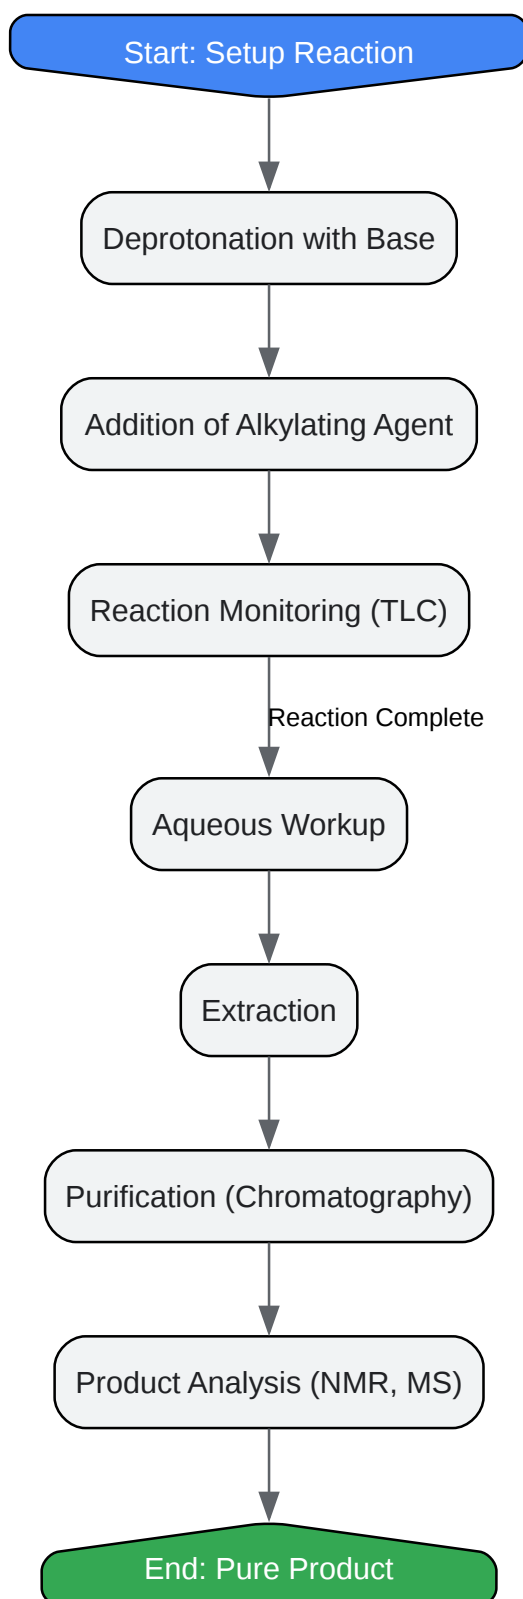 Start: Setup Reaction
Deprotonation with Base
Addition of Alkylating Agent
Reaction Monitoring (TLC)
Reaction Complete
Aqueous Workup
Extraction
Purification (Chromatography)
Product Analysis (NMR, MS)
End: Pure Product